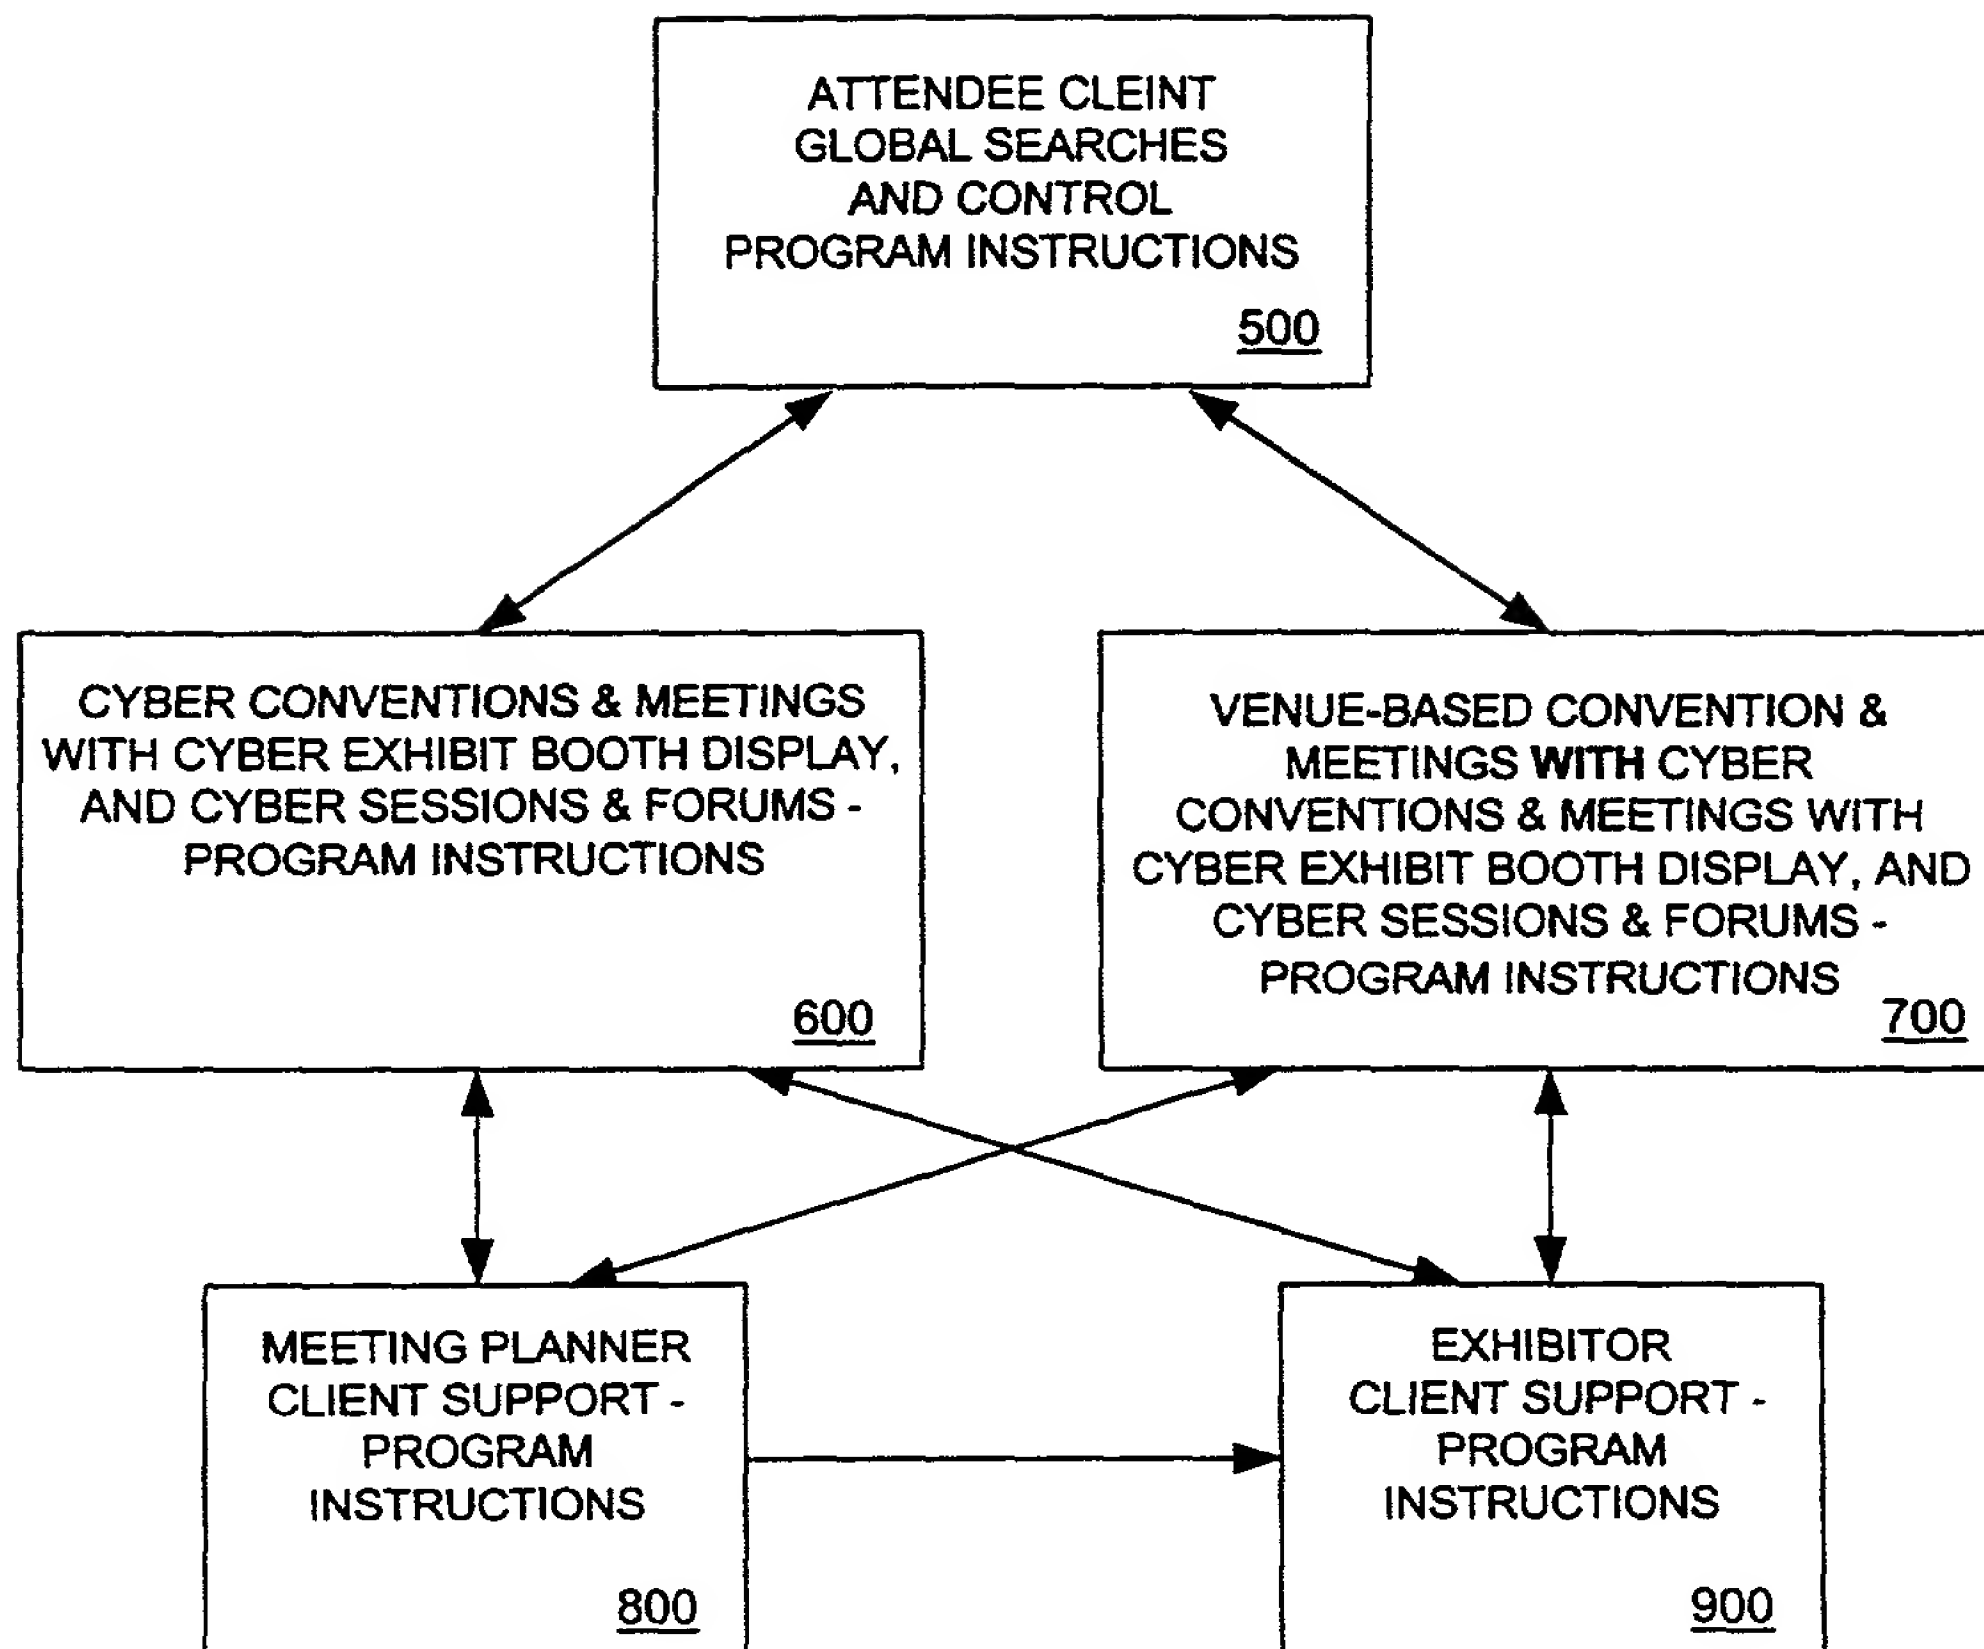 ATTENDEE CLEINT
GLOBAL SEARCHES
AND CONTROL
PROGRAM INSTRUCTIONS
500
CYBER CONVENTIONS & MEETINGS
WITH CYBER EXHIBIT BOOTH DISPLAY,
AND CYBER SESSIONS & FORUMS -
PROGRAM INSTRUCTIONS
600
VENUE-BASED CONVENTION &
MEETINGS WITH CYBER
CONVENTIONS & MEETINGS WITH
CYBER EXHIBIT BOOTH DISPLAY, AND
CYBER SESSIONS & FORUMS -
PROGRAM INSTRUCTIONS
700
MEETING PLANNER
CLIENT SUPPORT -
PROGRAM
INSTRUCTIONS
800
EXHIBITOR
CLIENT SUPPORT -
PROGRAM
INSTRUCTIONS
900